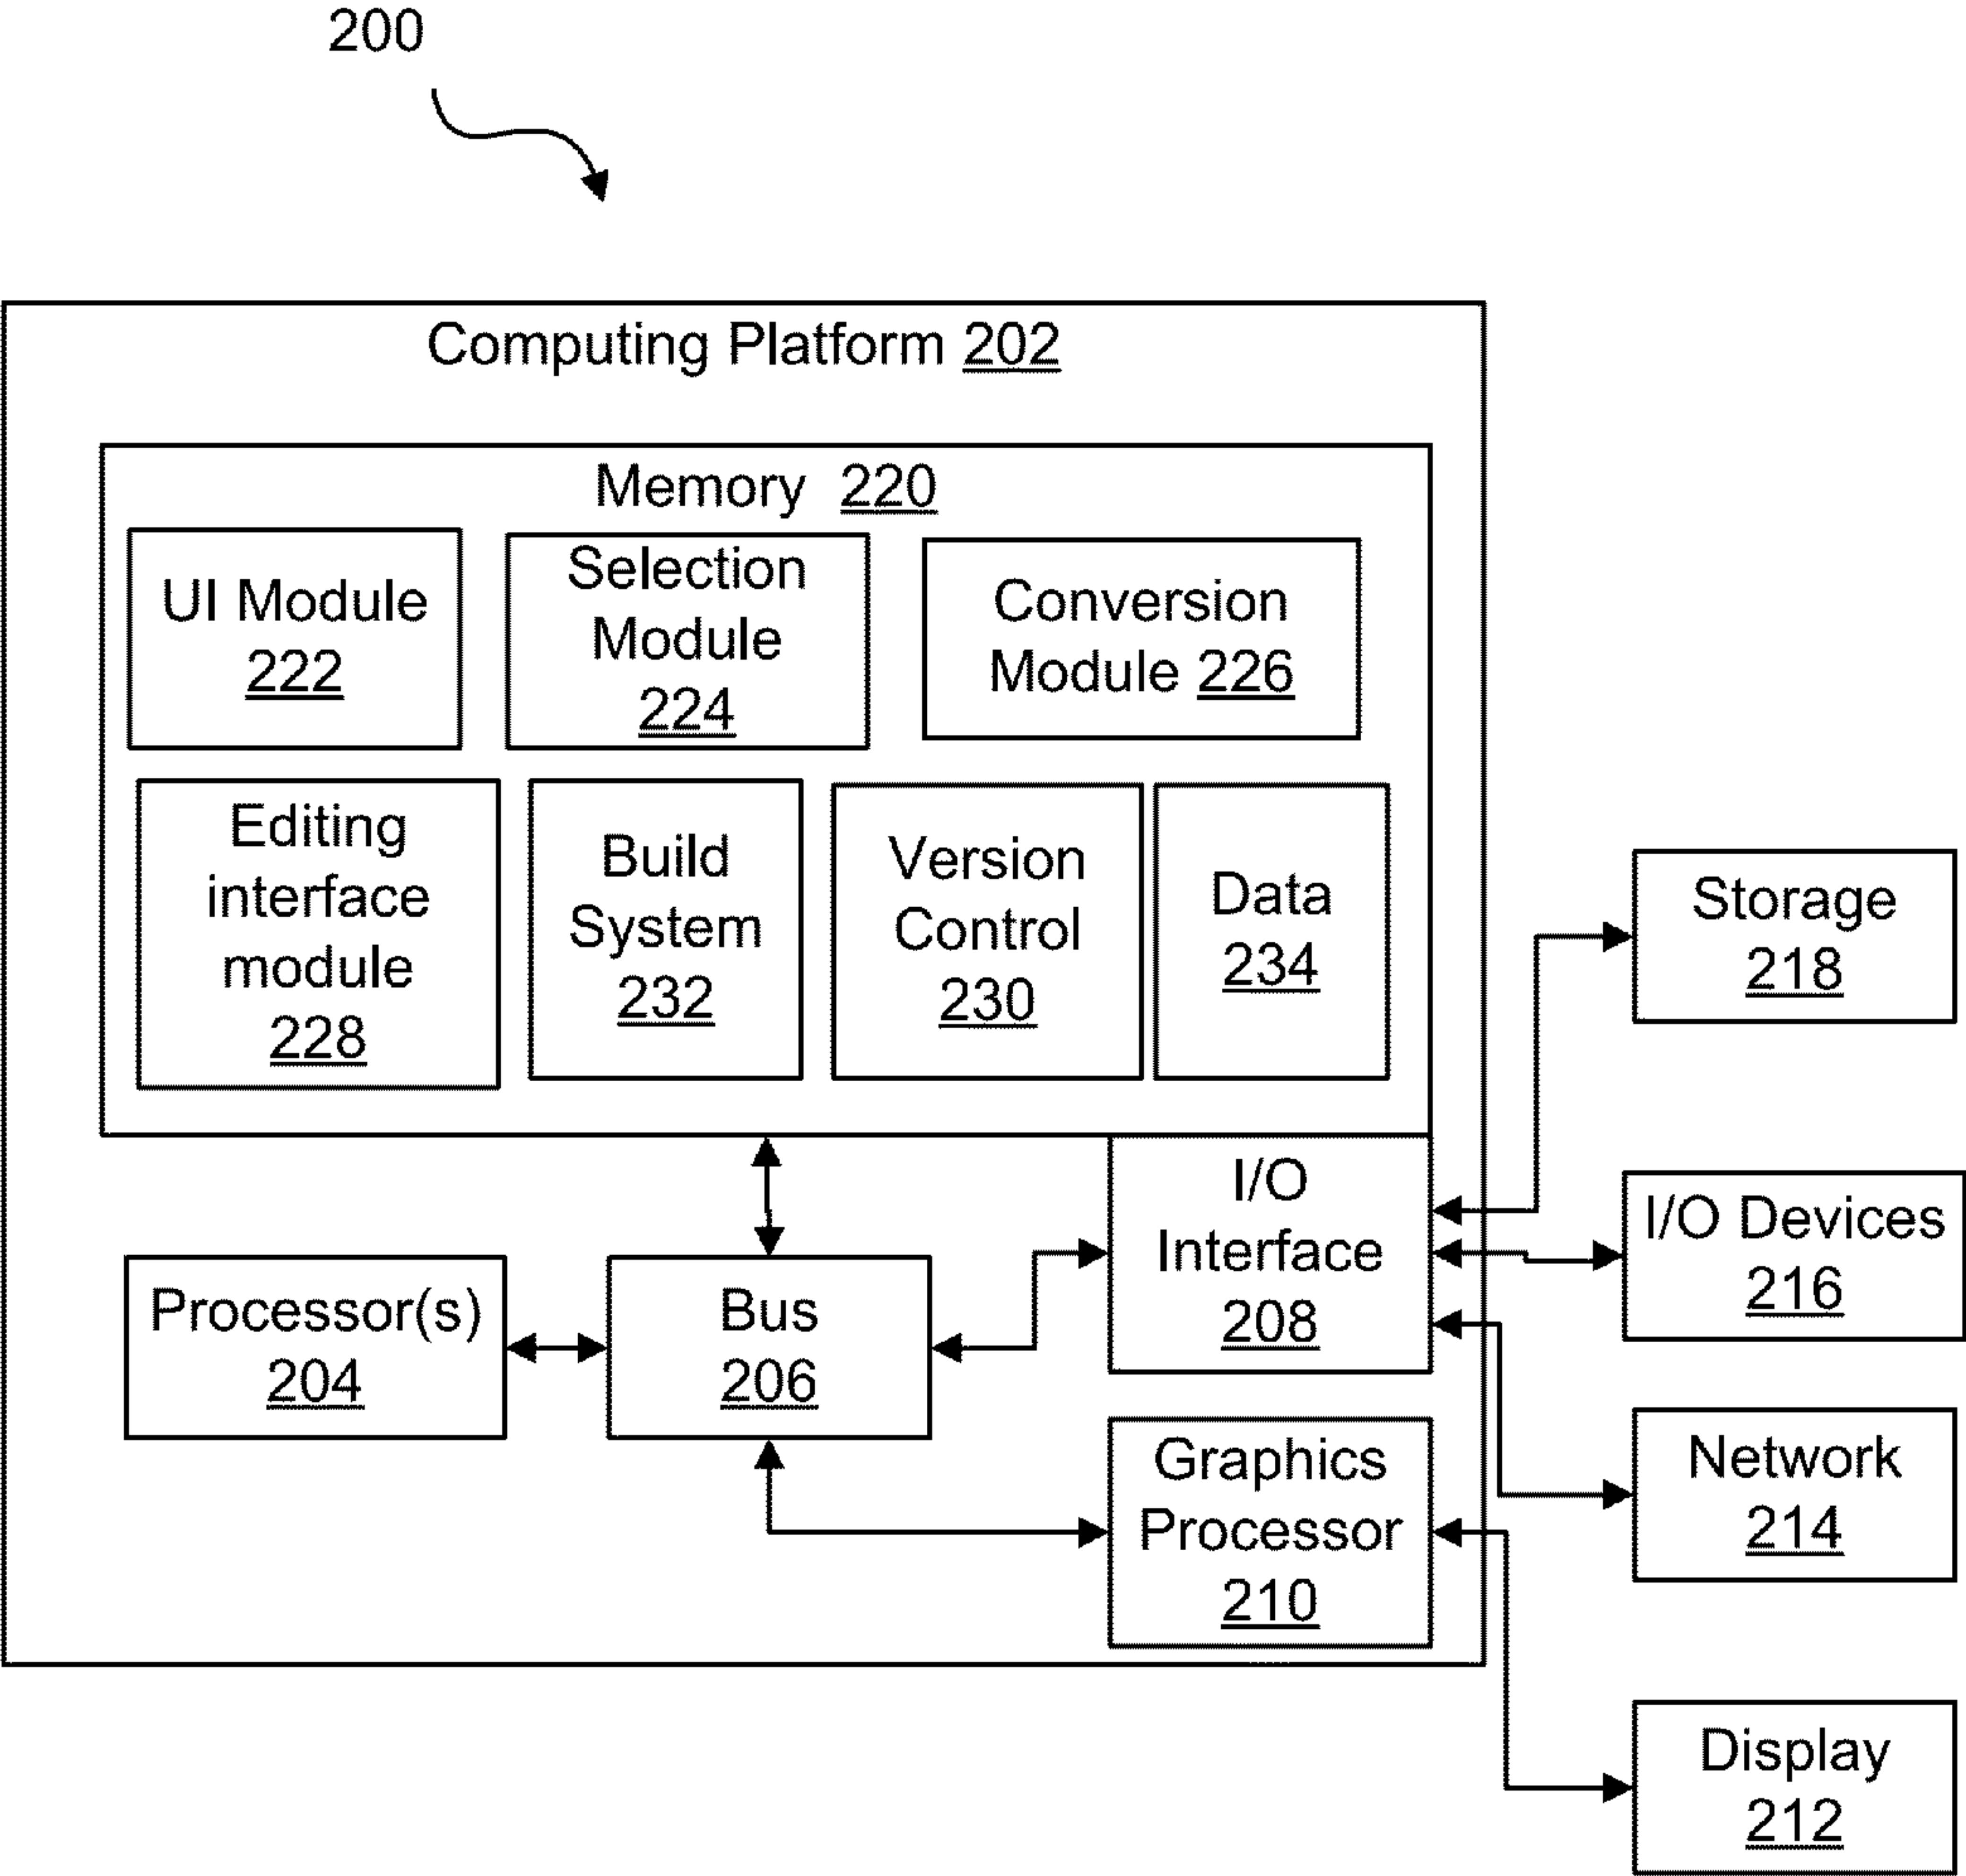 200
Computing Platform 202
Memory 220
UI Module
222
Selection
Module
224
Conversion
Module 226
Editing
interface
module
228
Build
System
232
Version
Control
230
Data
234
Storage
218
I/O
Interface
208
I/O Devices
216
Processor(s)
204
Bus
206
Graphics
Processor
210
Network
214
Display
212